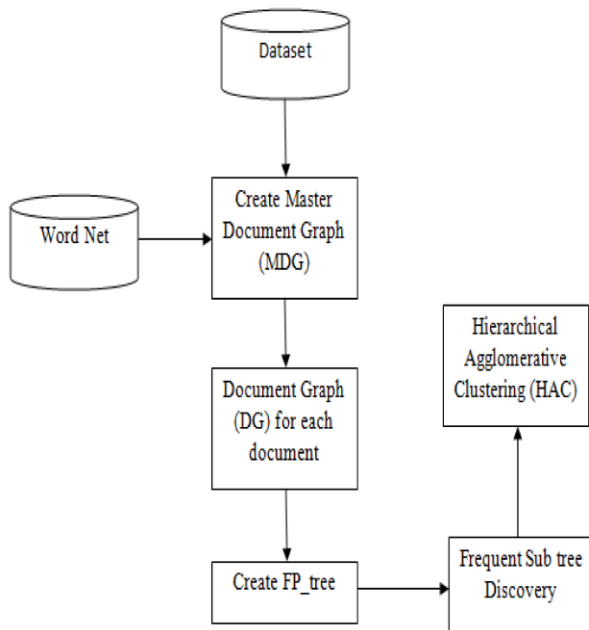 Dataset
Create Master
Document Graph
(MDG)
Word Net
Hierarchical
Agglomerative
Clustering (HAC)
Document Graph
(DG) for each
document
Create FP_tree
Frequent Sub tree
Discovery